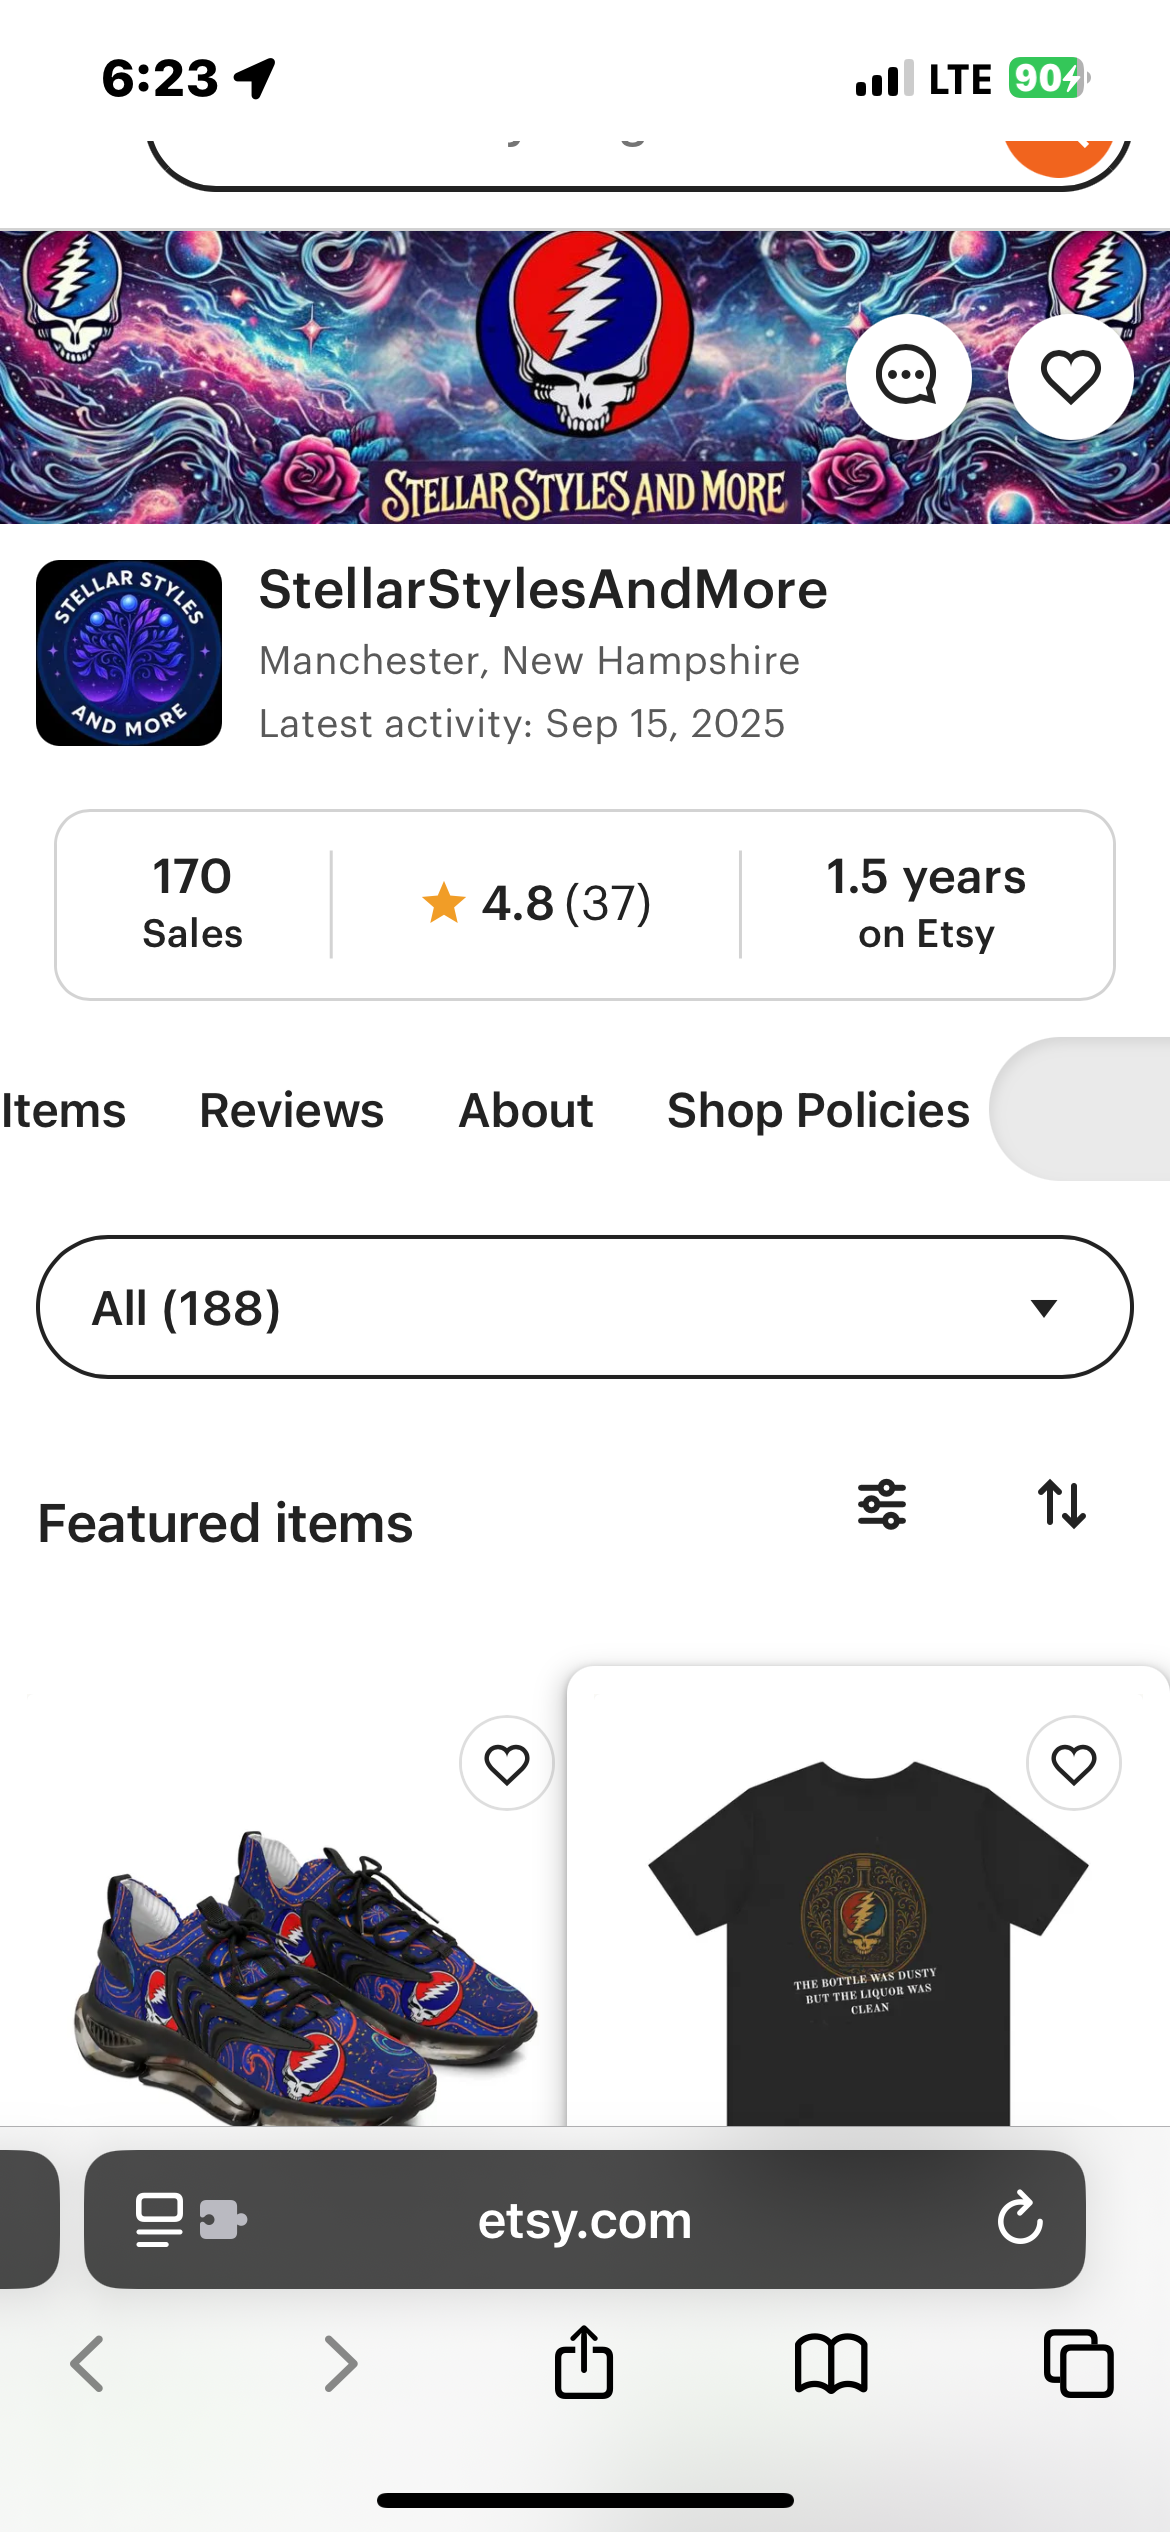 6:23
LTE
90
STELLAR STYLES AND MORE
STELLAR STYLES
AND MORE
StellarStylesAndMore
Manchester, New Hampshire
Latest activity: Sep 15, 2025
170
Sales
4.8 (37)
1.5 years
on Etsy
Items
Reviews
About
Shop Policies
All (188)
Featured items
THE BOTTLE WAS DUSTY
BUT THE LIQUOR WAS
CLEAN
etsy.com